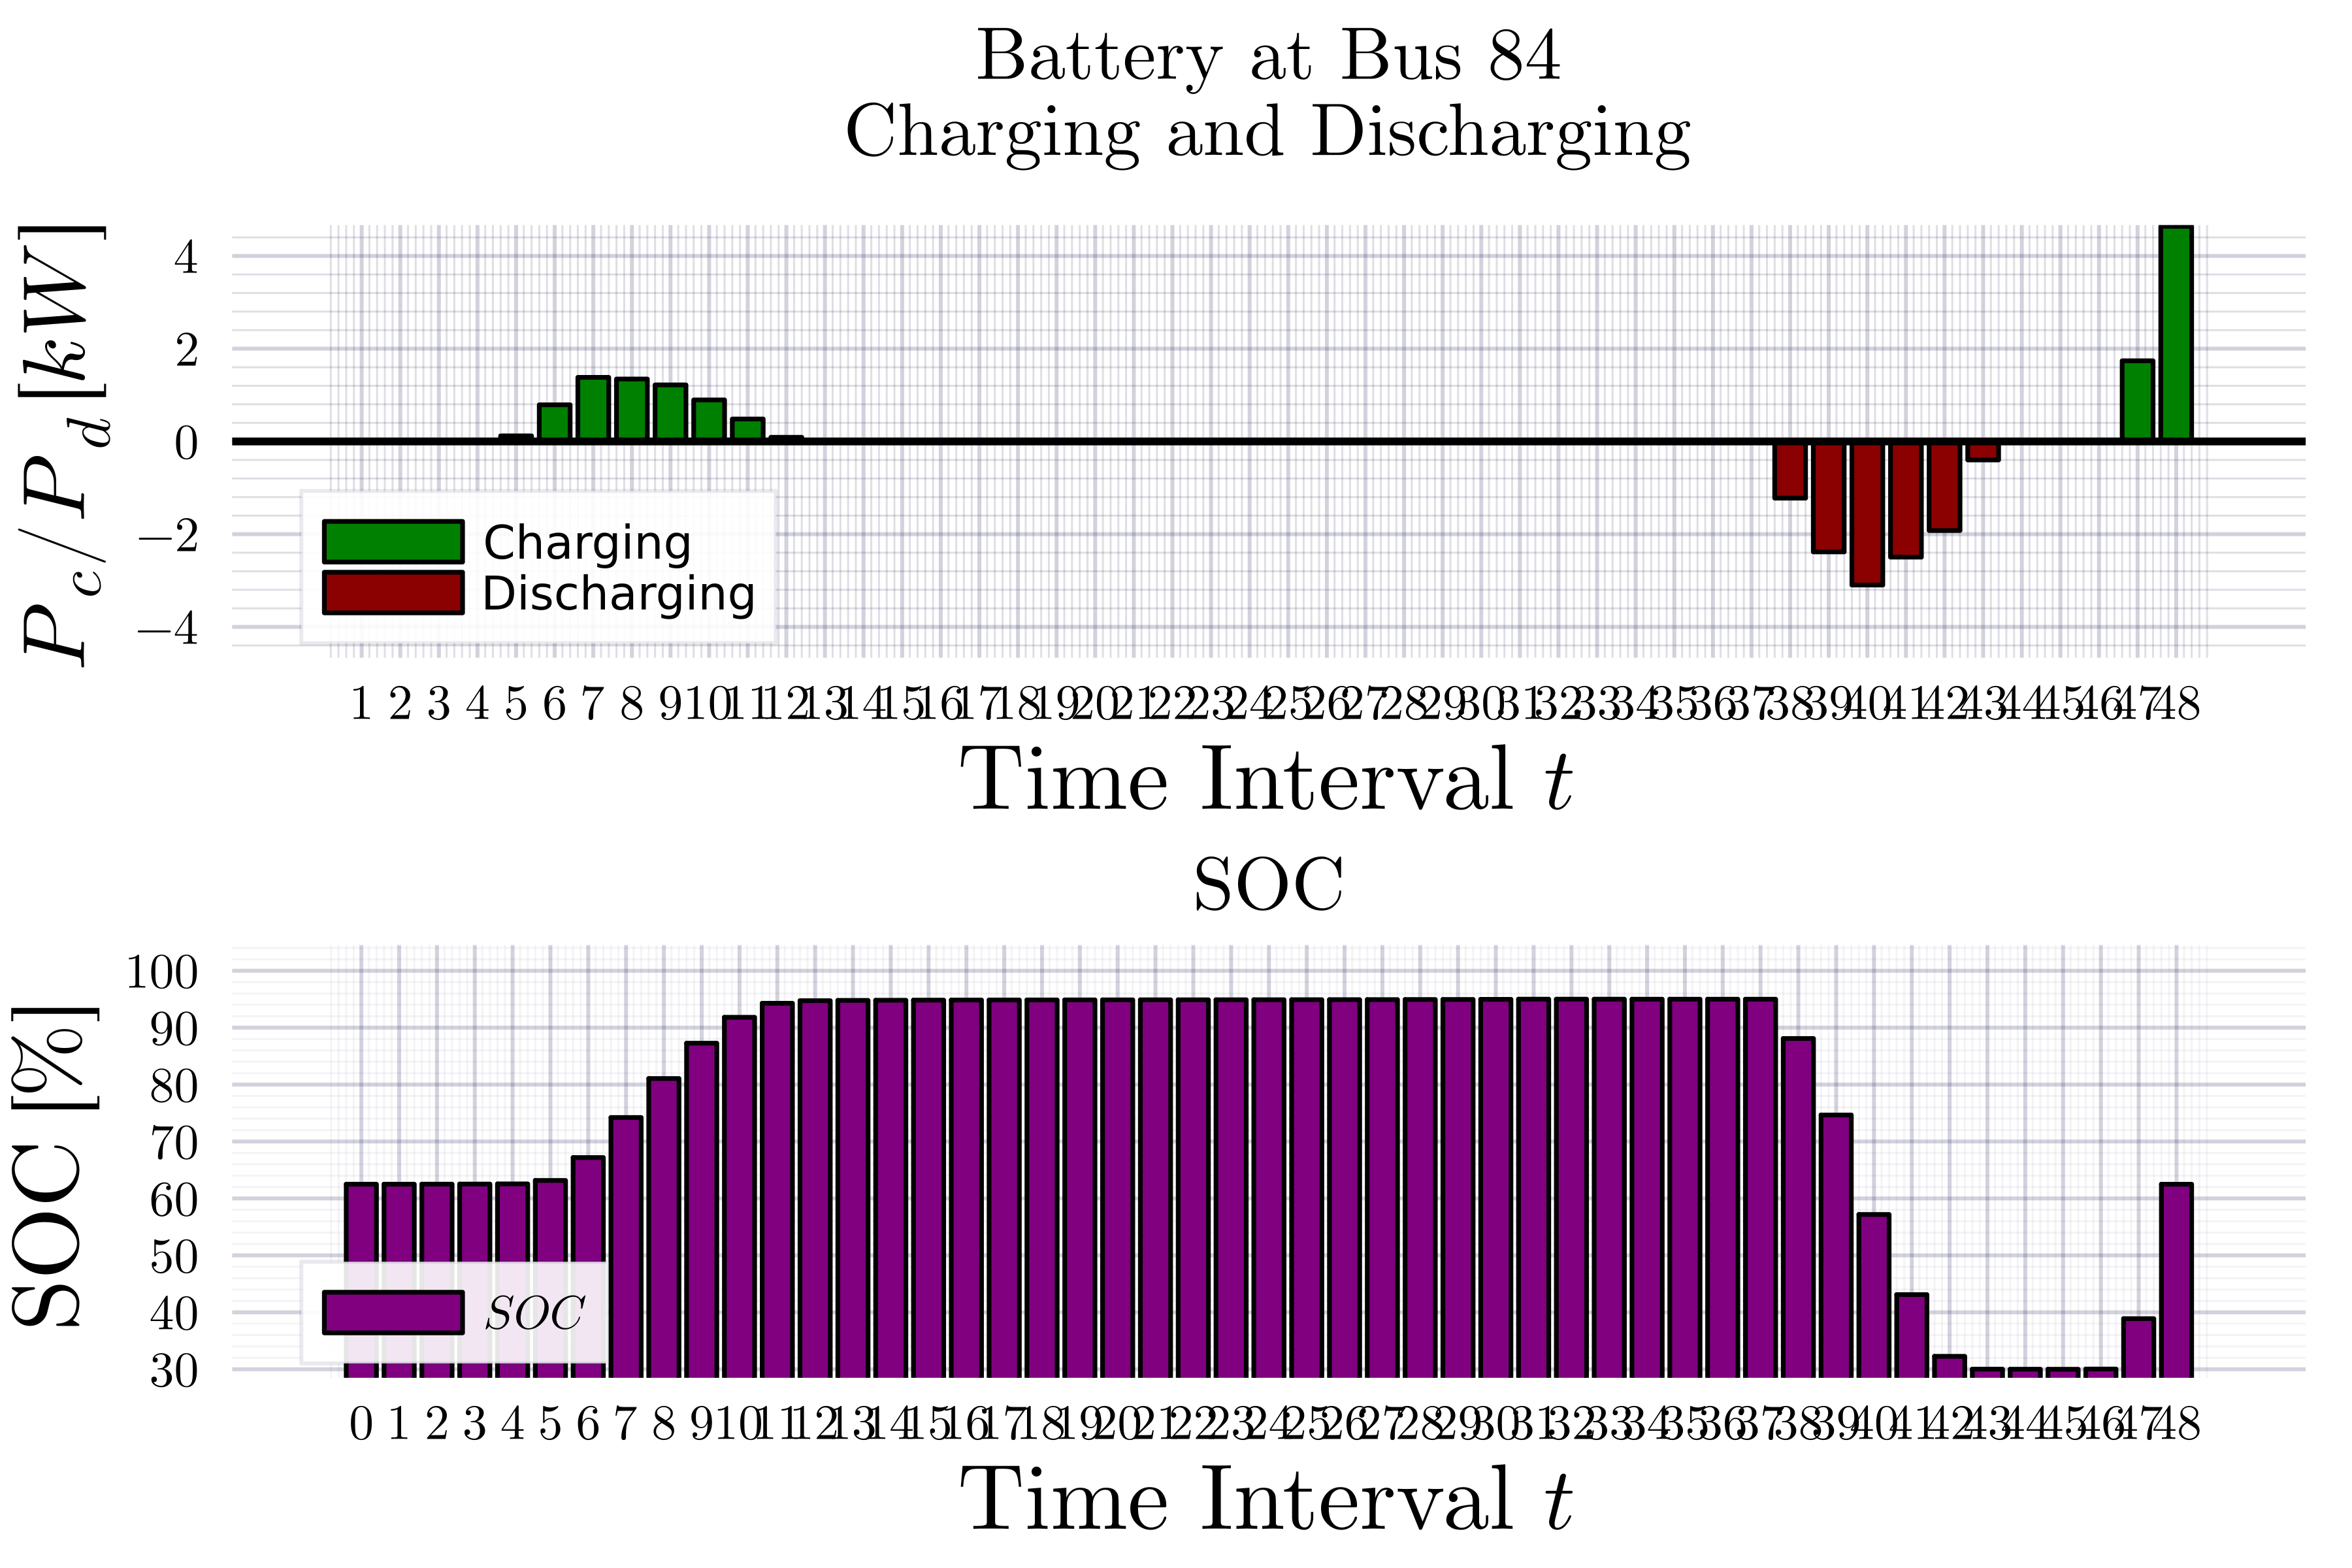 Battery at Bus 84
Charging and Discharging
P_c/P_d [kW]
4
2
0
−2
−4
Charging
Discharging
1 2 3 4 5 6 7 8 9 10 11 12 13 14 15 16 17 18 19 20 21 22 23 24 25 26 27 28 29 30 31 32 33 34 35 36 37 38 39 40 41 42 43 44 45 46 47 48
Time Interval t
SOC
SOC [%]
100
90
80
70
60
50
40
30
SOC
0 1 2 3 4 5 6 7 8 9 10 11 12 13 14 15 16 17 18 19 20 21 22 23 24 25 26 27 28 29 30 31 32 33 34 35 36 37 38 39 40 41 42 43 44 45 46 47 48
Time Interval t